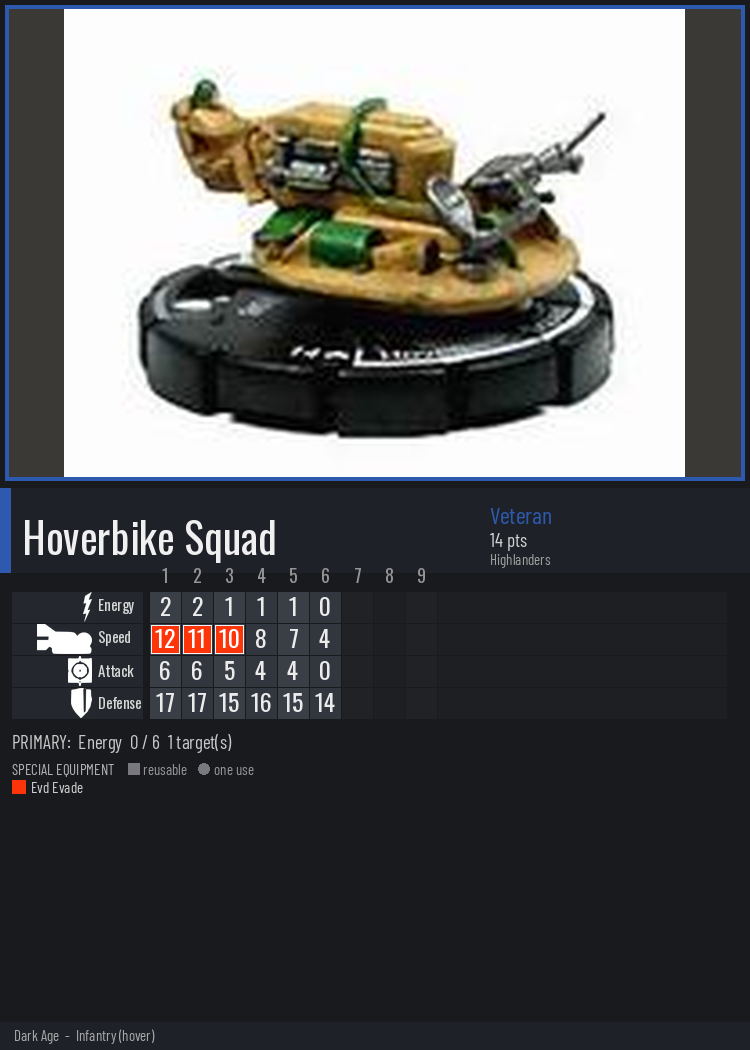 Hoverbike Squad
Veteran
14 pts
Highlanders
1 2 3 4 5 6 7 8 9
Energy 2 2 1 1 1 0
Speed 12 11 10 8 7 4
Attack 6 6 5 4 4 0
Defense 17 17 15 16 15 14
PRIMARY: Energy 0 / 6 1 target(s)
SPECIAL EQUIPMENT reusable one use
Evd Evade
Dark Age - Infantry (hover)